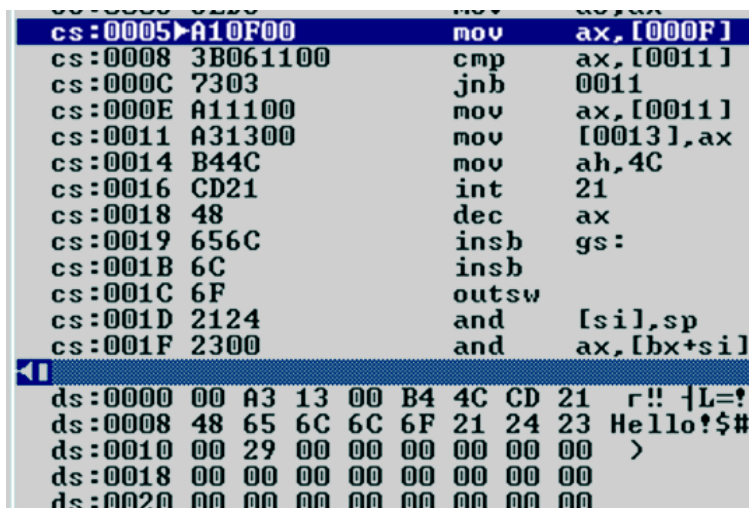 cs:0005►A10F00 mov ax,[000F]
cs:0008 3B061100 cmp ax,[0011]
cs:000C 7303 jnb 0011
cs:000E A11100 mov ax,[0011]
cs:0011 A31300 mov [0013],ax
cs:0014 B44C mov ah,4C
cs:0016 CD21 int 21
cs:0018 48 dec ax
cs:0019 656C insb gs:
cs:001B 6C insb
cs:001C 6F outsw
cs:001D 2124 and [si],sp
cs:001F 2300 and ax,[bx+si]
ds:0000 00 A3 13 00 B4 4C CD 21 r‼ ┤L=!
ds:0008 48 65 6C 6C 6F 21 24 23 Hello!$#
ds:0010 00 29 00 00 00 00 00 00 )
ds:0018 00 00 00 00 00 00 00 00
ds:0020 00 00 00 00 00 00 00 00